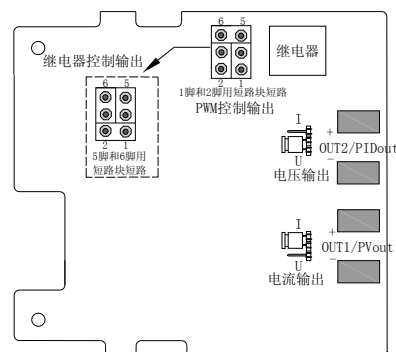 6 5
继电器控制输出
继电器
6 5
2 1
1脚和2脚用短路块短路
PWM控制输出
2 1
5脚和6脚用
短路块短路
I
+
OUT2/PIDout
-
U
电压输出
I
+
OUT1/PVout
-
U
电流输出